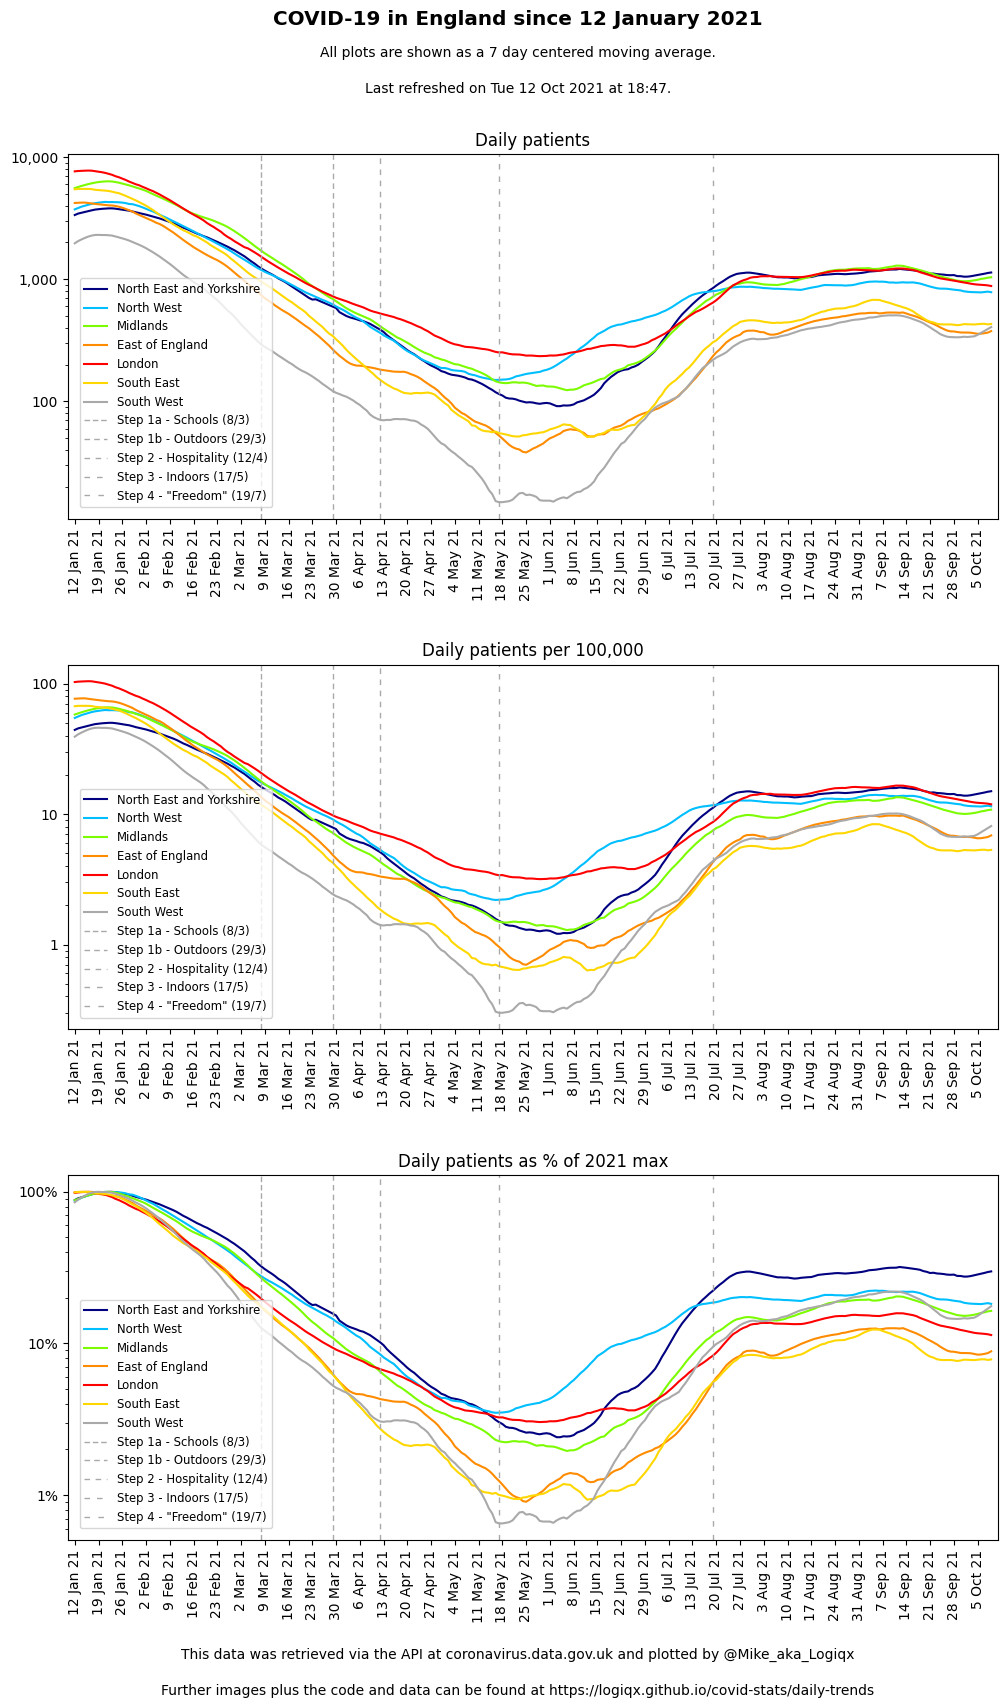 COVID-19 in England since 12 January 2021
All plots are shown as a 7 day centered moving average.
Last refreshed on Tue 12 Oct 2021 at 18:47.
Daily patients
10,000
1,000
100
North East and Yorkshire
North West
Midlands
East of England
London
South East
South West
Step 1a - Schools (8/3)
Step 1b - Outdoors (29/3)
Step 2 - Hospitality (12/4)
Step 3 - Indoors (17/5)
Step 4 - "Freedom" (19/7)
12 Jan 21
19 Jan 21
26 Jan 21
2 Feb 21
9 Feb 21
16 Feb 21
23 Feb 21
2 Mar 21
9 Mar 21
16 Mar 21
23 Mar 21
30 Mar 21
6 Apr 21
13 Apr 21
20 Apr 21
27 Apr 21
4 May 21
11 May 21
18 May 21
25 May 21
1 Jun 21
8 Jun 21
15 Jun 21
22 Jun 21
29 Jun 21
6 Jul 21
13 Jul 21
20 Jul 21
27 Jul 21
3 Aug 21
10 Aug 21
17 Aug 21
24 Aug 21
31 Aug 21
7 Sep 21
14 Sep 21
21 Sep 21
28 Sep 21
5 Oct 21
Daily patients per 100,000
100
10
1
North East and Yorkshire
North West
Midlands
East of England
London
South East
South West
Step 1a - Schools (8/3)
Step 1b - Outdoors (29/3)
Step 2 - Hospitality (12/4)
Step 3 - Indoors (17/5)
Step 4 - "Freedom" (19/7)
12 Jan 21
19 Jan 21
26 Jan 21
2 Feb 21
9 Feb 21
16 Feb 21
23 Feb 21
2 Mar 21
9 Mar 21
16 Mar 21
23 Mar 21
30 Mar 21
6 Apr 21
13 Apr 21
20 Apr 21
27 Apr 21
4 May 21
11 May 21
18 May 21
25 May 21
1 Jun 21
8 Jun 21
15 Jun 21
22 Jun 21
29 Jun 21
6 Jul 21
13 Jul 21
20 Jul 21
27 Jul 21
3 Aug 21
10 Aug 21
17 Aug 21
24 Aug 21
31 Aug 21
7 Sep 21
14 Sep 21
21 Sep 21
28 Sep 21
5 Oct 21
Daily patients as % of 2021 max
100%
10%
1%
North East and Yorkshire
North West
Midlands
East of England
London
South East
South West
Step 1a - Schools (8/3)
Step 1b - Outdoors (29/3)
Step 2 - Hospitality (12/4)
Step 3 - Indoors (17/5)
Step 4 - "Freedom" (19/7)
12 Jan 21
19 Jan 21
26 Jan 21
2 Feb 21
9 Feb 21
16 Feb 21
23 Feb 21
2 Mar 21
9 Mar 21
16 Mar 21
23 Mar 21
30 Mar 21
6 Apr 21
13 Apr 21
20 Apr 21
27 Apr 21
4 May 21
11 May 21
18 May 21
25 May 21
1 Jun 21
8 Jun 21
15 Jun 21
22 Jun 21
29 Jun 21
6 Jul 21
13 Jul 21
20 Jul 21
27 Jul 21
3 Aug 21
10 Aug 21
17 Aug 21
24 Aug 21
31 Aug 21
7 Sep 21
14 Sep 21
21 Sep 21
28 Sep 21
5 Oct 21
This data was retrieved via the API at coronavirus.data.gov.uk and plotted by @Mike_aka_Logiqx
Further images plus the code and data can be found at https://logiqx.github.io/covid-stats/daily-trends